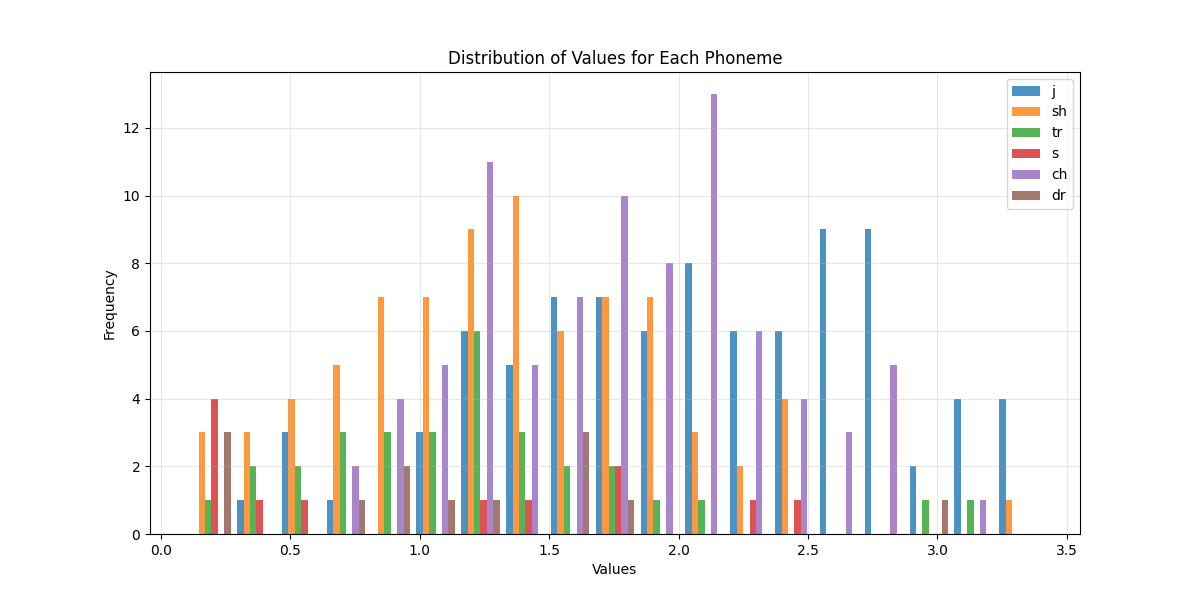 Distribution of Values for Each Phoneme
j
sh
tr
s
ch
dr
12
10
8
6
4
2
0
Frequency
0.0 0.5 1.0 1.5 2.0 2.5 3.0 3.5
Values